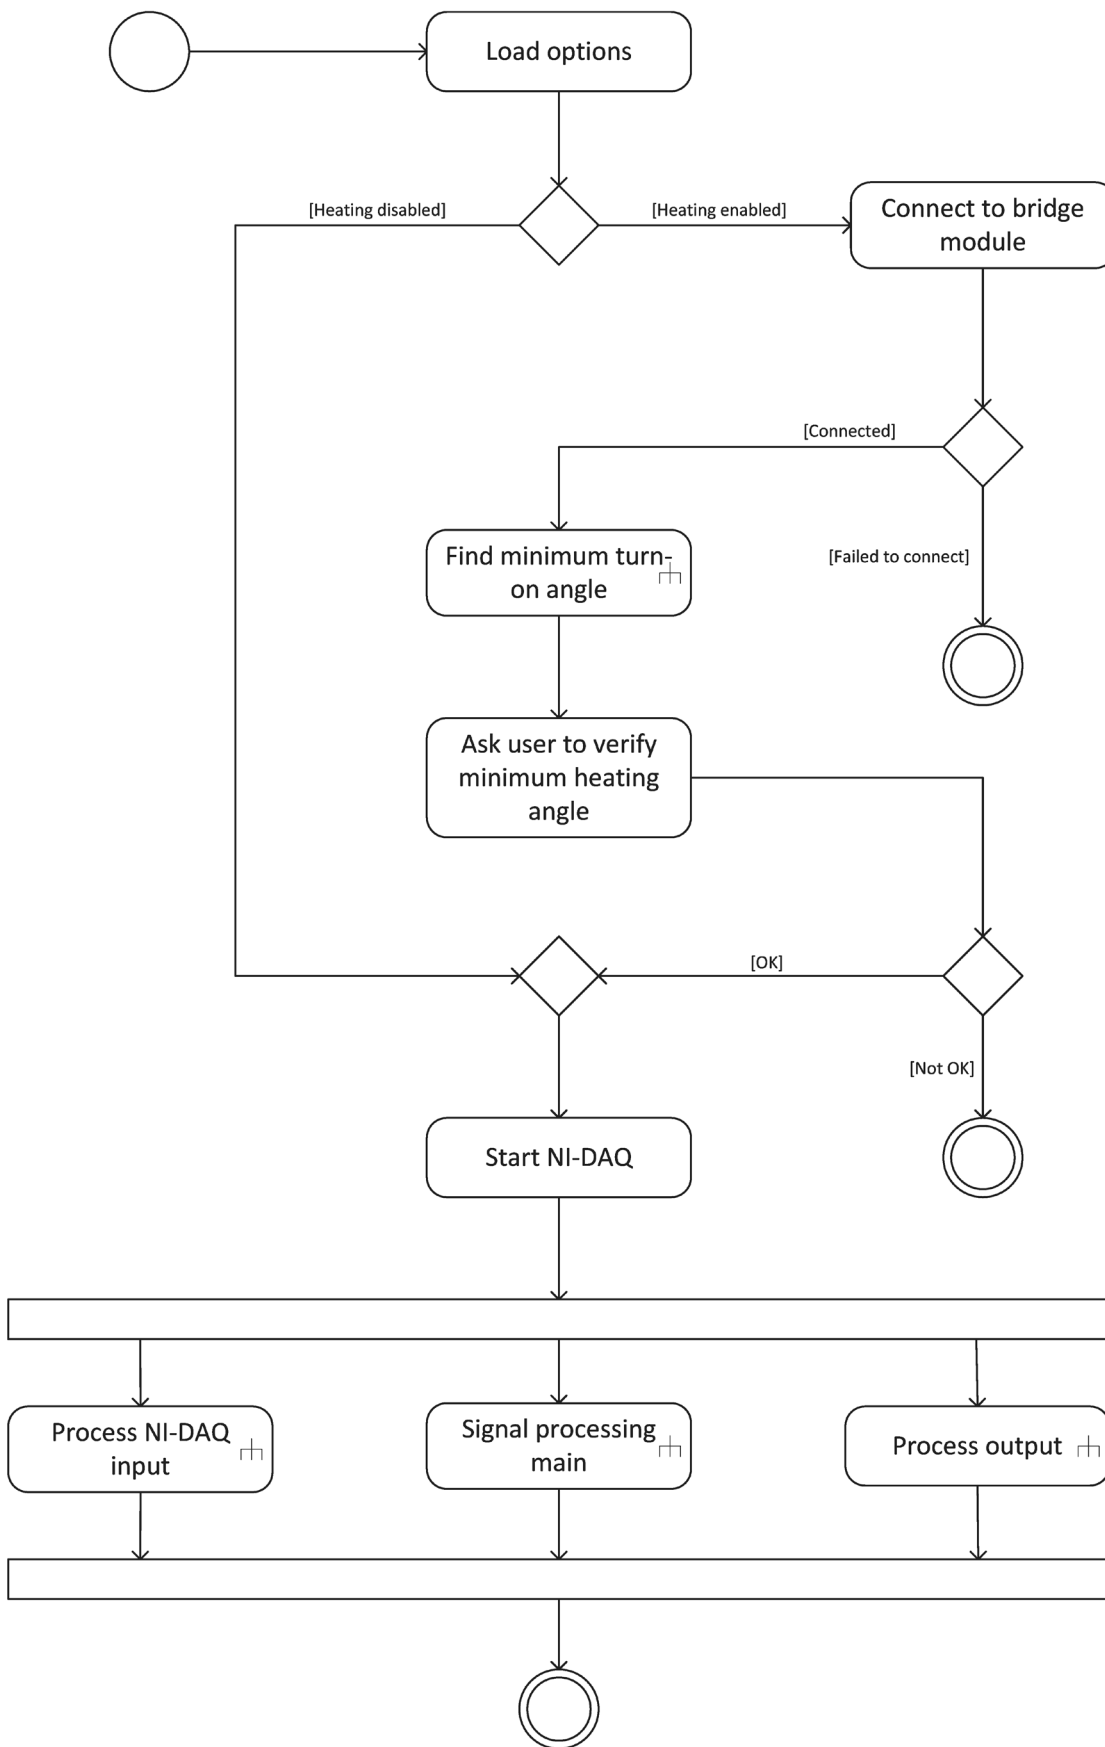 Load options
[Heating disabled]
[Heating enabled]
Connect to bridge
module
[Connected]
Find minimum turn-
on angle
[Failed to connect]
Ask user to verify
minimum heating
angle
[OK]
[Not OK]
Start NI-DAQ
Process NI-DAQ
input
Signal processing
main
Process output